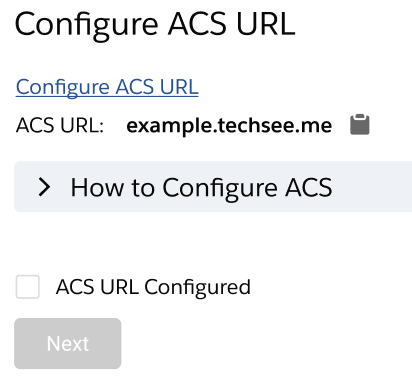 Configure ACS URL
Configure ACS URL
ACS URL: example.techsee.me
How to Configure ACS
ACS URL Configured
Next